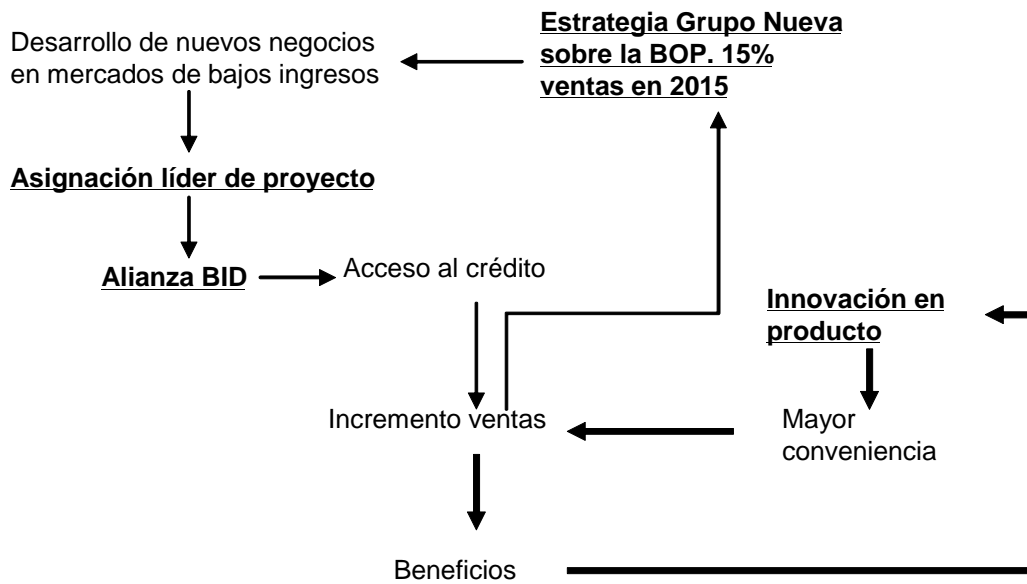 Estrategia Grupo Nueva
sobre la BOP. 15%
ventas en 2015
Desarrollo de nuevos negocios
en mercados de bajos ingresos
Asignación líder de proyecto
Alianza BID
Acceso al crédito
Innovación en
producto
Incremento ventas
Mayor
conveniencia
Beneficios